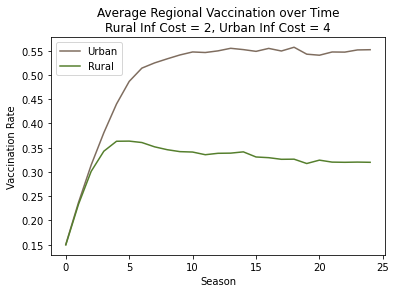 Average Regional Vaccination over Time
Rural Inf Cost = 2, Urban Inf Cost = 4
Urban
Rural
Vaccination Rate
0.55
0.50
0.45
0.40
0.35
0.30
0.25
0.20
0.15
0 5 10 15 20 25
Season